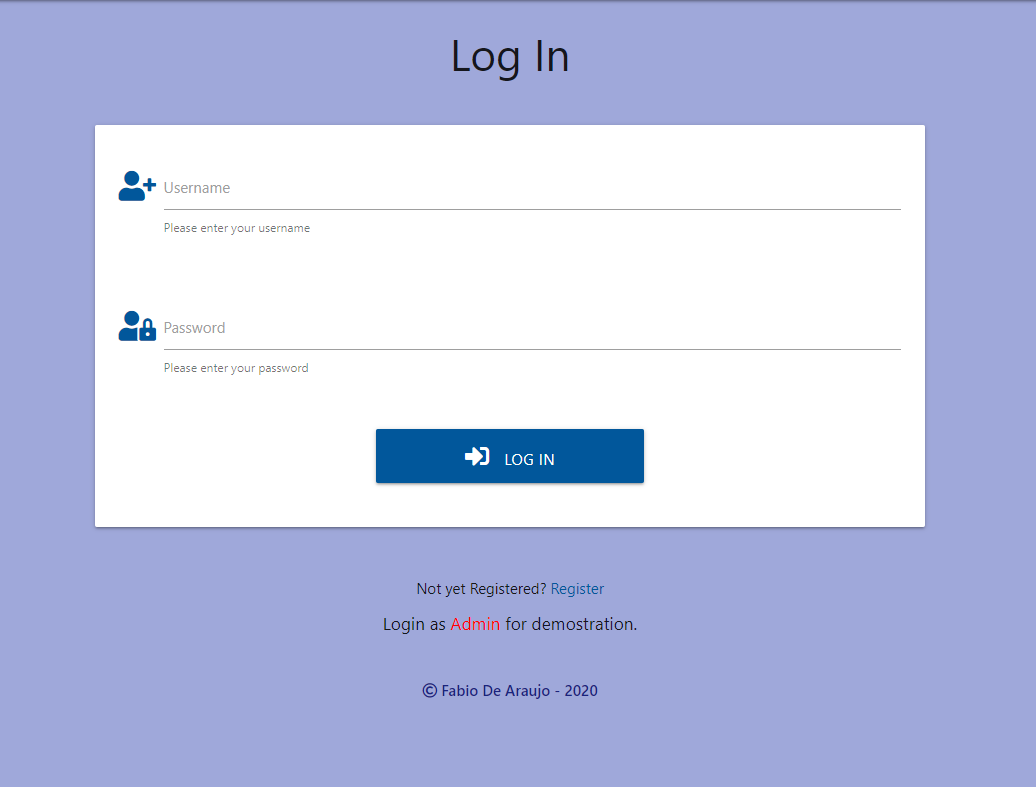 Log In
Username
Please enter your username
Password
Please enter your password
LOG IN
Not yet Registered? Register
Login as Admin for demostration.
© Fabio De Araujo - 2020